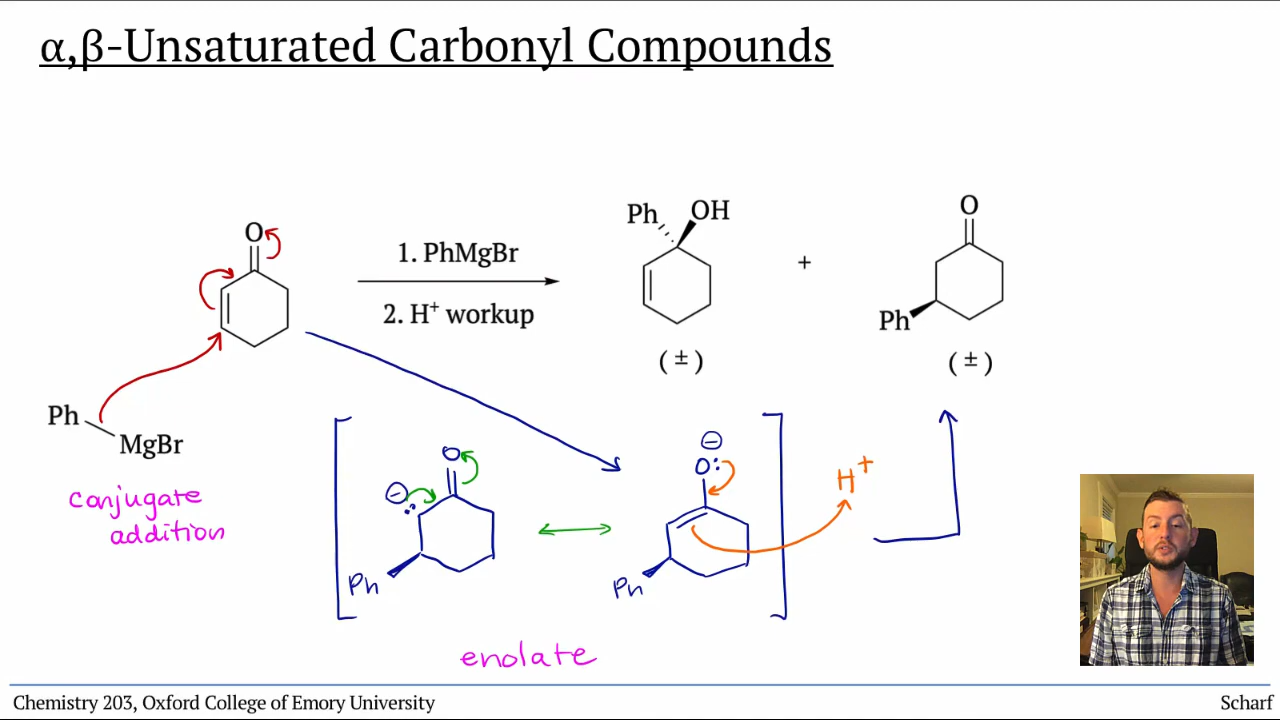 α,β-Unsaturated Carbonyl Compounds
O
Ph
OH
O
1. PhMgBr
+
2. H⁺ workup
Ph
(±)
(±)
Ph
MgBr
conjugate
addition
⊖
O
⊖
O:
H⁺
Ph
Ph
enolate
Chemistry 203, Oxford College of Emory University
Scharf